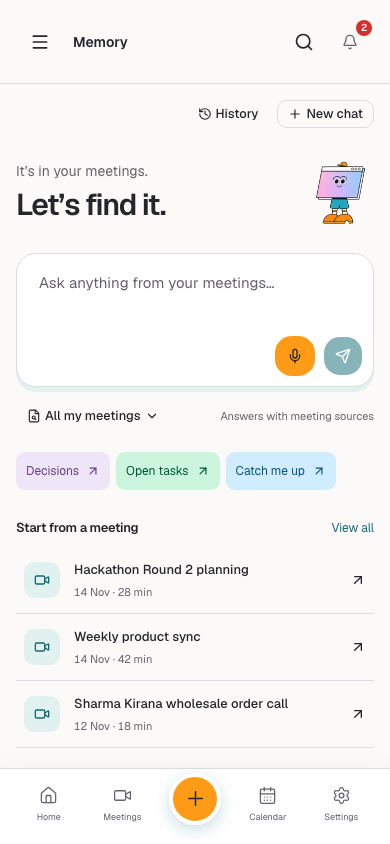 Memory
2
History
New chat
It's in your meetings.
Let's find it.
Ask anything from your meetings...
All my meetings
Answers with meeting sources
Decisions
Open tasks
Catch me up
Start from a meeting
View all
Hackathon Round 2 planning
14 Nov · 28 min
Weekly product sync
14 Nov · 42 min
Sharma Kirana wholesale order call
12 Nov · 18 min
Home
Meetings
Calendar
Settings